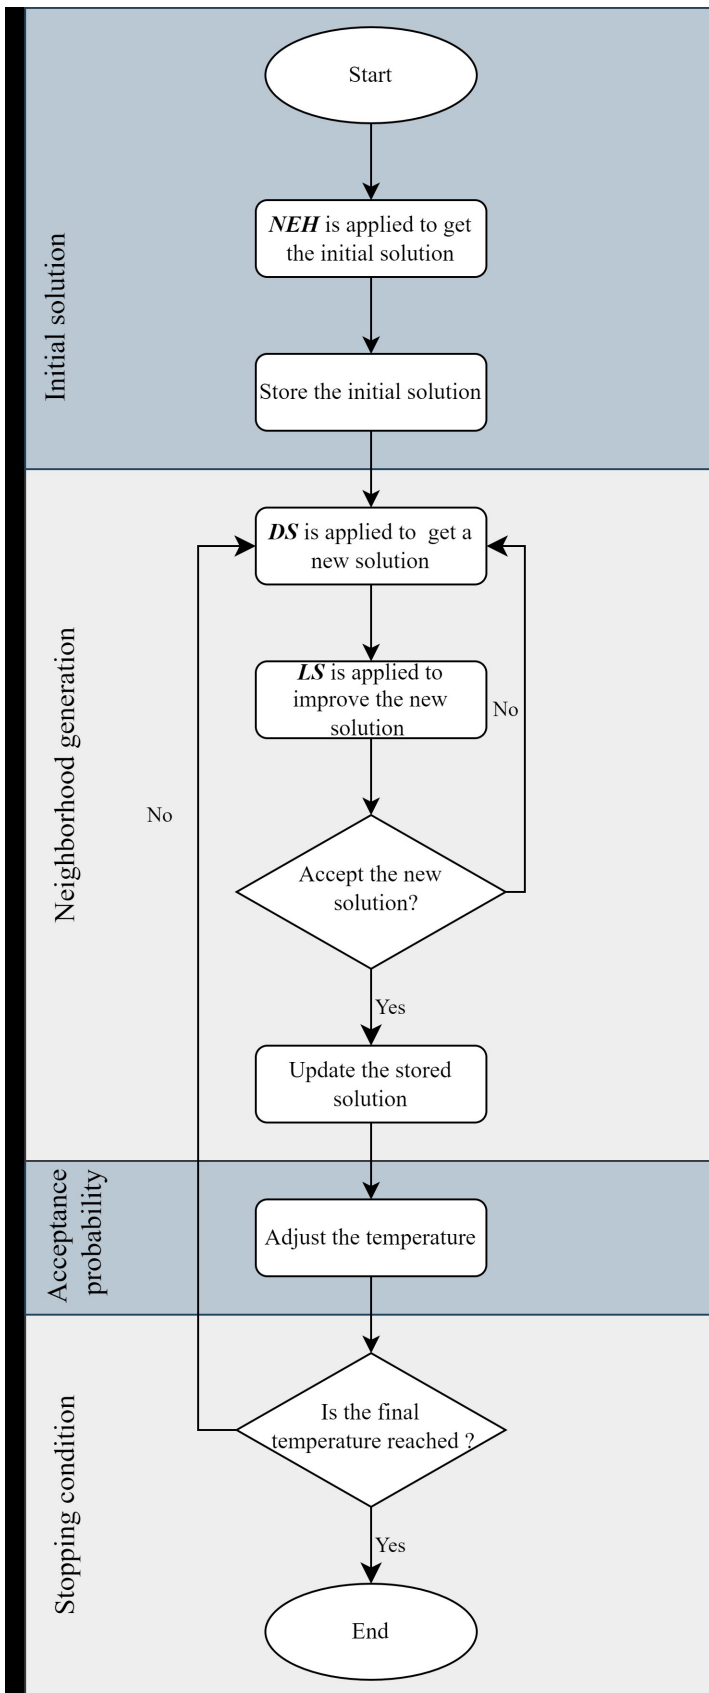 Start
NEH is applied to get
the initial solution
Initial solution
Store the initial solution
DS is applied to  get a
new solution
Neighborhood generation
LS is applied to
improve the new
solution
No
No
Accept the new
solution?
Yes
Update the stored
solution
Acceptance
probability
Adjust the temperature
Is the final
temperature reached ?
Stopping condition
Yes
End